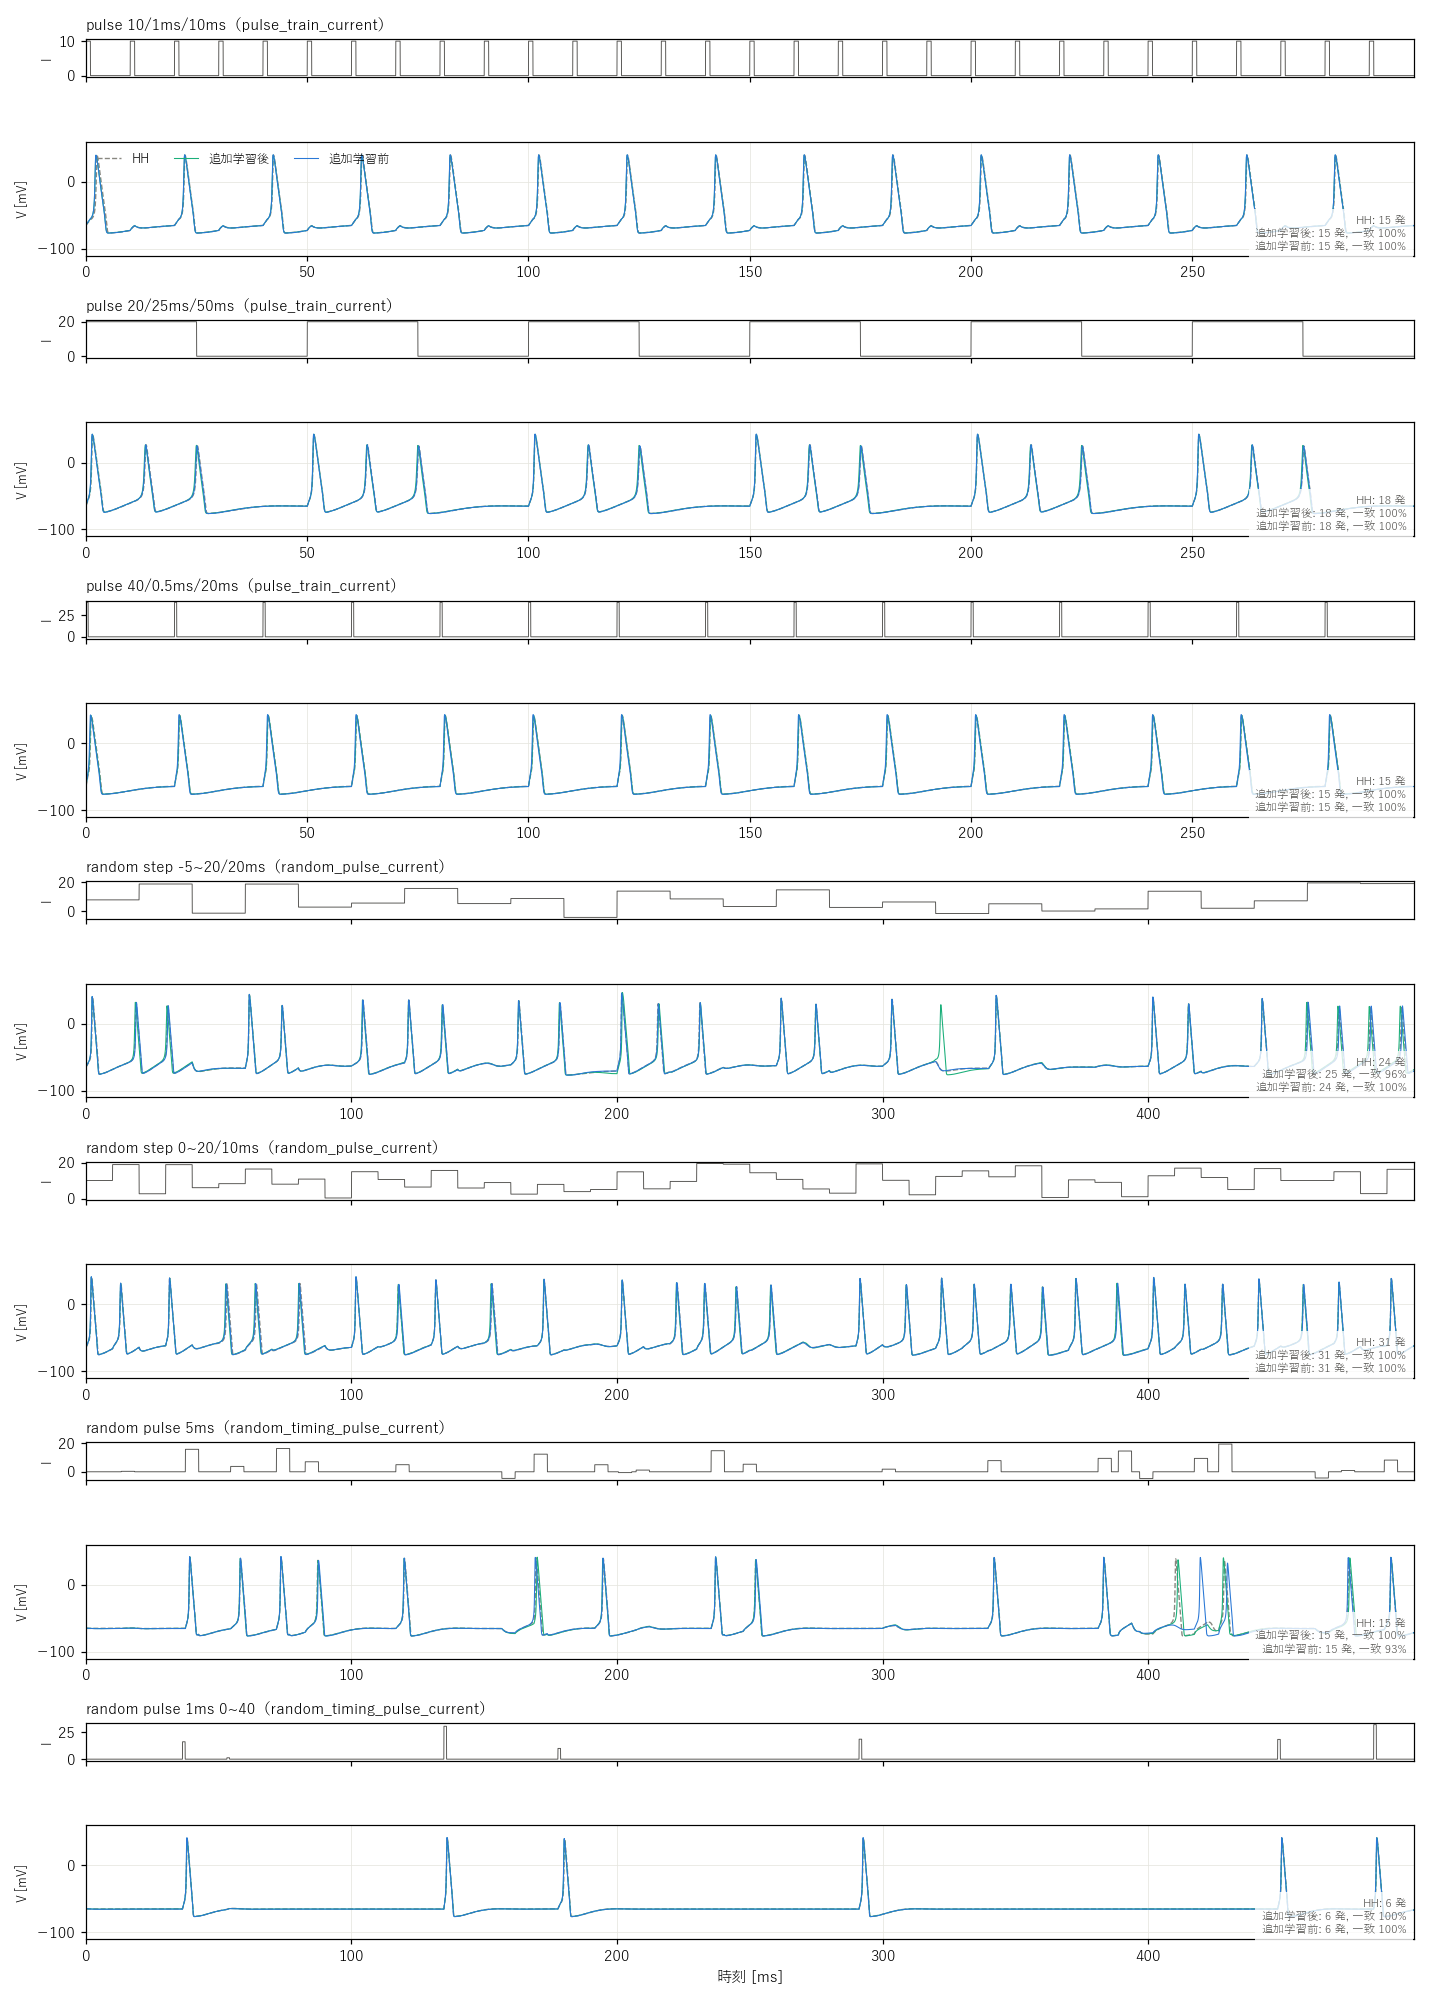 pulse 10/1ms/10ms（pulse_train_current）
10
I
0
HH 追加学習後 追加学習前
0
V [mV]
HH: 15 発
追加学習後: 15 発, 一致 100%
追加学習前: 15 発, 一致 100%
−100
0 50 100 150 200 250
pulse 20/25ms/50ms（pulse_train_current）
20
I
0
0
V [mV]
HH: 18 発
追加学習後: 18 発, 一致 100%
追加学習前: 18 発, 一致 100%
−100
0 50 100 150 200 250
pulse 40/0.5ms/20ms（pulse_train_current）
25
I
0
0
V [mV]
HH: 15 発
追加学習後: 15 発, 一致 100%
追加学習前: 15 発, 一致 100%
−100
0 50 100 150 200 250
random step -5~20/20ms（random_pulse_current）
20
I
0
0
V [mV]
HH: 24 発
追加学習後: 25 発, 一致 96%
追加学習前: 24 発, 一致 100%
−100
0 100 200 300 400
random step 0~20/10ms（random_pulse_current）
20
I
0
0
V [mV]
HH: 31 発
追加学習後: 31 発, 一致 100%
追加学習前: 31 発, 一致 100%
−100
0 100 200 300 400
random pulse 5ms（random_timing_pulse_current）
20
I
0
0
V [mV]
HH: 15 発
追加学習後: 15 発, 一致 100%
追加学習前: 15 発, 一致 93%
−100
0 100 200 300 400
random pulse 1ms 0~40（random_timing_pulse_current）
25
I
0
0
V [mV]
HH: 6 発
追加学習後: 6 発, 一致 100%
追加学習前: 6 発, 一致 100%
−100
0 100 200 300 400
時刻 [ms]